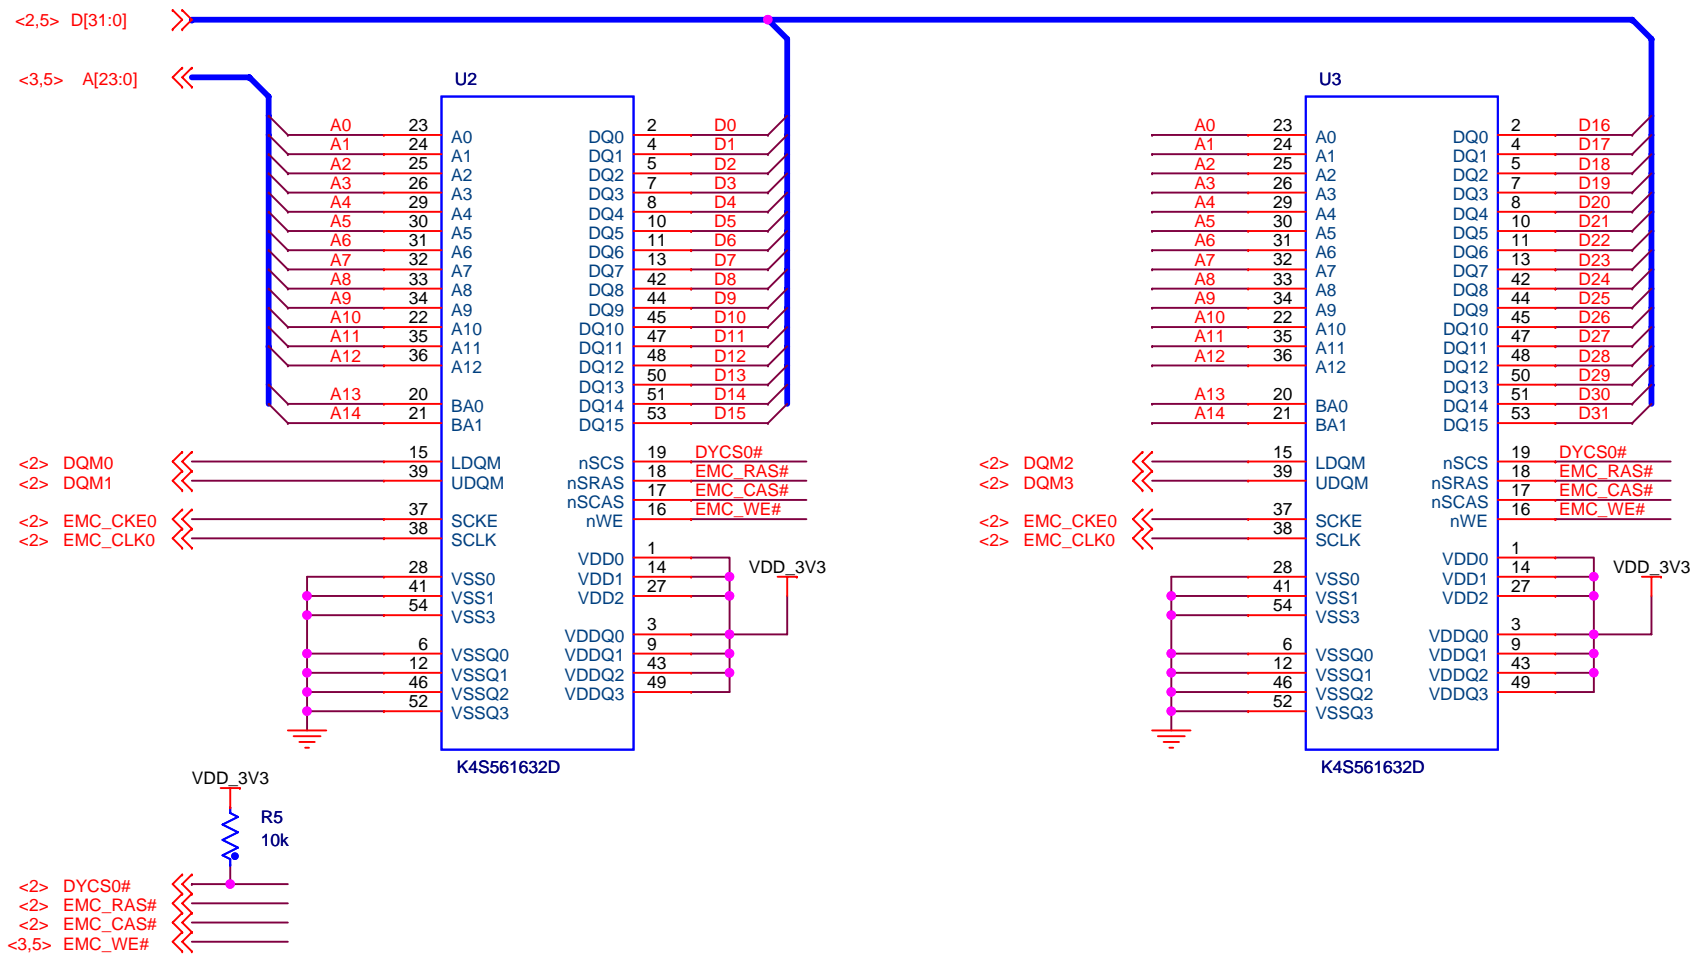 <2,5> D[31:0]
<3,5> A[23:0]
U2
A0 23 A0 DQ0 2 D0
A1 24 A1 DQ1 4 D1
A2 25 A2 DQ2 5 D2
A3 26 A3 DQ3 7 D3
A4 29 A4 DQ4 8 D4
A5 30 A5 DQ5 10 D5
A6 31 A6 DQ6 11 D6
A7 32 A7 DQ7 13 D7
A8 33 A8 DQ8 42 D8
A9 34 A9 DQ9 44 D9
A10 22 A10 DQ10 45 D10
A11 35 A11 DQ11 47 D11
A12 36 A12 DQ12 48 D12
DQ13 50 D13
A13 20 BA0 DQ14 51 D14
A14 21 BA1 DQ15 53 D15
<2> DQM0 15 LDQM nSCS 19 DYCS0#
<2> DQM1 39 UDQM nSRAS 18 EMC_RAS#
nSCAS 17 EMC_CAS#
<2> EMC_CKE0 37 SCKE nWE 16 EMC_WE#
<2> EMC_CLK0 38 SCLK
VDD0 1
28 VSS0 VDD1 14 VDD_3V3
41 VSS1 VDD2 27
54 VSS3
VDDQ0 3
6 VSSQ0 VDDQ1 9
12 VSSQ1 VDDQ2 43
46 VSSQ2 VDDQ3 49
52 VSSQ3
K4S561632D
U3
A0 23 A0 DQ0 2 D16
A1 24 A1 DQ1 4 D17
A2 25 A2 DQ2 5 D18
A3 26 A3 DQ3 7 D19
A4 29 A4 DQ4 8 D20
A5 30 A5 DQ5 10 D21
A6 31 A6 DQ6 11 D22
A7 32 A7 DQ7 13 D23
A8 33 A8 DQ8 42 D24
A9 34 A9 DQ9 44 D25
A10 22 A10 DQ10 45 D26
A11 35 A11 DQ11 47 D27
A12 36 A12 DQ12 48 D28
DQ13 50 D29
A13 20 BA0 DQ14 51 D30
A14 21 BA1 DQ15 53 D31
<2> DQM2 15 LDQM nSCS 19 DYCS0#
<2> DQM3 39 UDQM nSRAS 18 EMC_RAS#
nSCAS 17 EMC_CAS#
<2> EMC_CKE0 37 SCKE nWE 16 EMC_WE#
<2> EMC_CLK0 38 SCLK
VDD0 1
28 VSS0 VDD1 14 VDD_3V3
41 VSS1 VDD2 27
54 VSS3
VDDQ0 3
6 VSSQ0 VDDQ1 9
12 VSSQ1 VDDQ2 43
46 VSSQ2 VDDQ3 49
52 VSSQ3
K4S561632D
VDD_3V3
R5
10k
<2> DYCS0#
<2> EMC_RAS#
<2> EMC_CAS#
<3,5> EMC_WE#